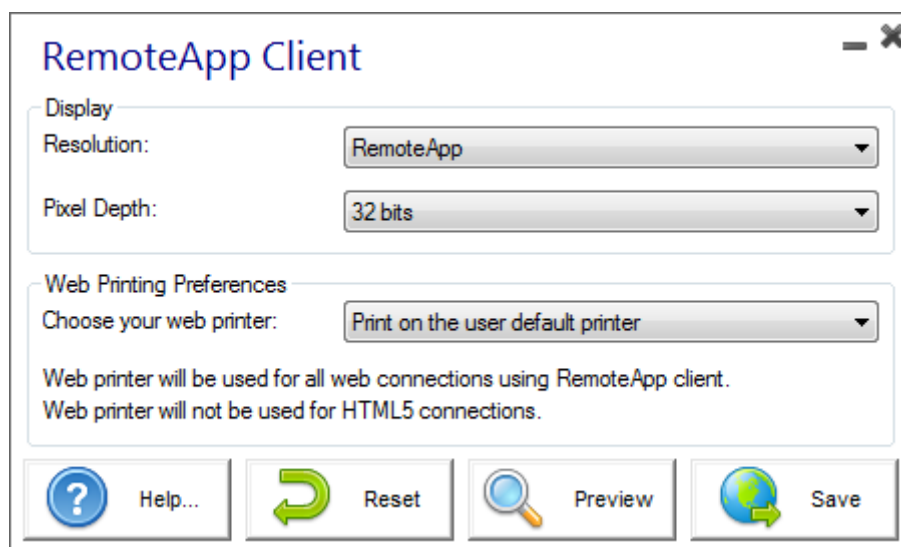 RemoteApp Client
Display
Resolution: RemoteApp
Pixel Depth: 32 bits
Web Printing Preferences
Choose your web printer: Print on the user default printer
Web printer will be used for all web connections using RemoteApp client.
Web printer will not be used for HTML5 connections.
Help... Reset Preview Save